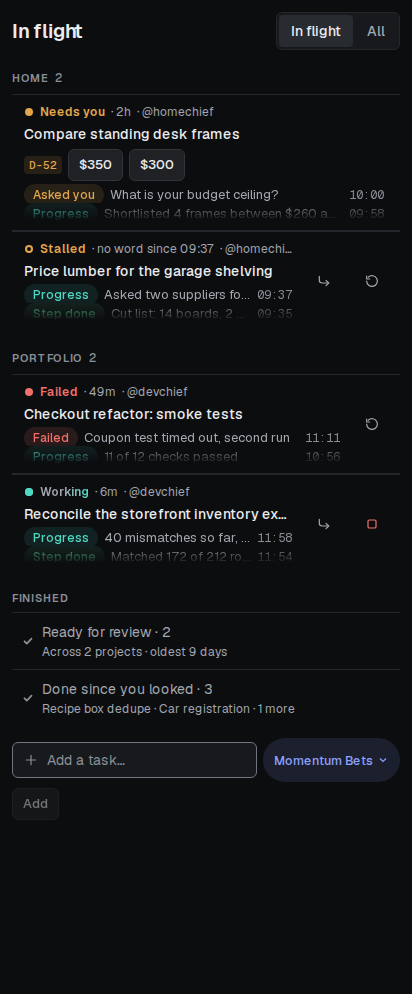 In flight
In flight All
HOME 2
Needs you · 2h · @homechief
Compare standing desk frames
D-52 $350 $300
Asked you What is your budget ceiling? 10:00
Progress Shortlisted 4 frames between $260 a… 09:58
Stalled · no word since 09:37 · @homechi…
Price lumber for the garage shelving
Progress Asked two suppliers fo… 09:37
Step done Cut list: 14 boards, 2 … 09:35
PORTFOLIO 2
Failed · 49m · @devchief
Checkout refactor: smoke tests
Failed Coupon test timed out, second run 11:11
Progress 11 of 12 checks passed 10:56
Working · 6m · @devchief
Reconcile the storefront inventory ex…
Progress 40 mismatches so far, … 11:58
Step done Matched 172 of 212 ro… 11:54
FINISHED
Ready for review · 2
Across 2 projects · oldest 9 days
Done since you looked · 3
Recipe box dedupe · Car registration · 1 more
Add a task… Momentum Bets
Add